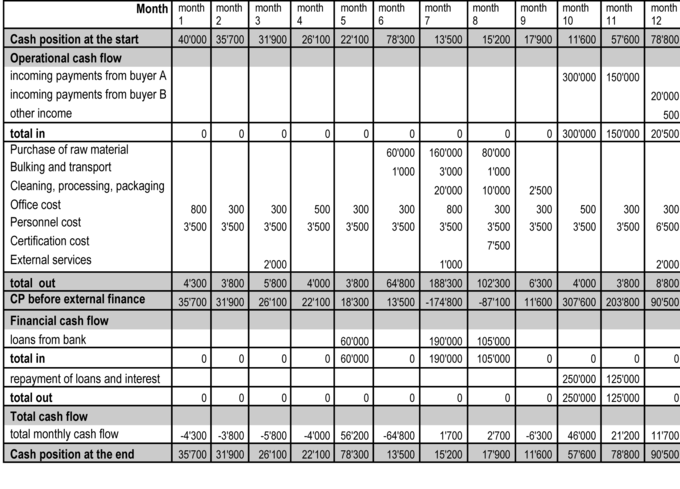 Month month 1 month 2 month 3 month 4 month 5 month 6 month 7 month 8 month 9 month 10 month 11 month 12
Cash position at the start 40'000 35'700 31'900 26'100 22'100 78'300 13'500 15'200 17'900 11'600 57'600 78'800
Operational cash flow
incoming payments from buyer A 300'000 150'000
incoming payments from buyer B 20'000
other income 500
total in 0 0 0 0 0 0 0 0 0 300'000 150'000 20'500
Purchase of raw material 60'000 160'000 80'000
Bulking and transport 1'000 3'000 1'000
Cleaning, processing, packaging 20'000 10'000 2'500
Office cost 800 300 300 500 300 300 800 300 300 500 300 300
Personnel cost 3'500 3'500 3'500 3'500 3'500 3'500 3'500 3'500 3'500 3'500 3'500 6'500
Certification cost 7'500
External services 2'000 1'000 2'000
total out 4'300 3'800 5'800 4'000 3'800 64'800 188'300 102'300 6'300 4'000 3'800 8'800
CP before external finance 35'700 31'900 26'100 22'100 18'300 13'500 -174'800 -87'100 11'600 307'600 203'800 90'500
Financial cash flow
loans from bank 60'000 190'000 105'000
total in 0 0 0 0 60'000 0 190'000 105'000 0 0 0 0
repayment of loans and interest 250'000 125'000
total out 0 0 0 0 0 0 0 0 0 250'000 125'000 0
Total cash flow
total monthly cash flow -4'300 -3'800 -5'800 -4'000 56'200 -64'800 1'700 2'700 -6'300 46'000 21'200 11'700
Cash position at the end 35'700 31'900 26'100 22'100 78'300 13'500 15'200 17'900 11'600 57'600 78'800 90'500